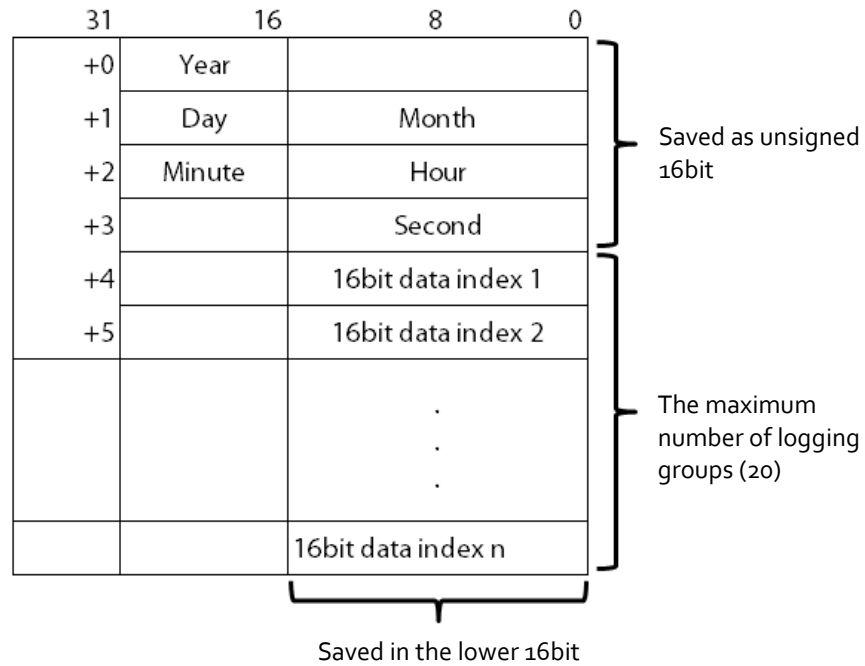 31 16 8 0
+0 Year
+1 Day Month
+2 Minute Hour
+3 Second
+4 16bit data index 1
+5 16bit data index 2
.
.
.
16bit data index n
Saved as unsigned
16bit
The maximum
number of logging
groups (20)
Saved in the lower 16bit